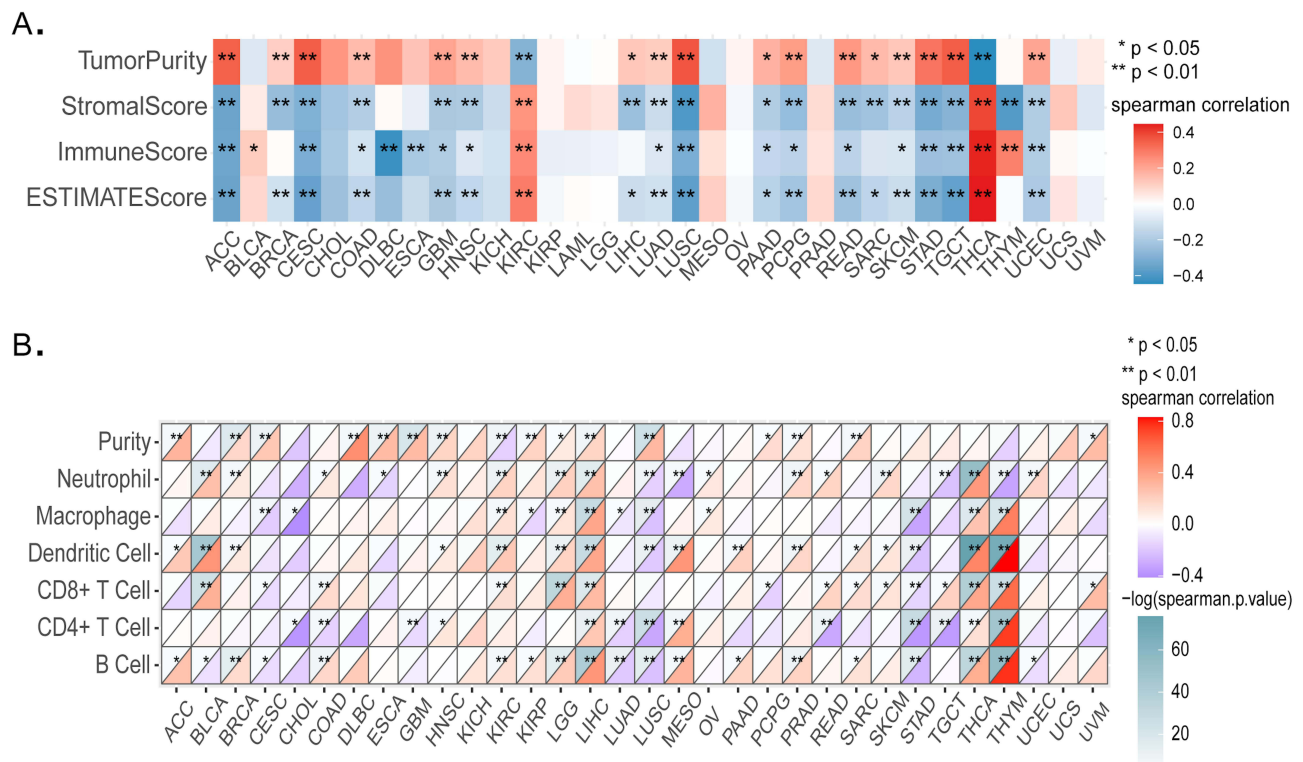 A.
TumorPurity
StromalScore
ImmuneScore
ESTIMATEScore
** ** ** ** ** ** ** * ** ** * ** ** * ** ** ** ** **
** ** ** ** ** ** ** ** ** ** * ** ** ** ** ** ** ** ** **
** * ** * ** ** * * ** * ** * * * * ** ** ** ** **
** ** ** ** ** ** ** * ** ** * ** ** * ** ** ** ** **
ACC BLCA BRCA CESC CHOL COAD DLBC ESCA GBM HNSC KICH KIRC KIRP LAML LGG LIHC LUAD LUSC MESO OV PAAD PCPG PRAD READ SARC SKCM STAD TGCT THCA THYM UCEC UCS UVM
* p < 0.05
** p < 0.01
spearman correlation
0.4
0.2
0.0
−0.2
−0.4
B.
Purity
Neutrophil
Macrophage
Dendritic Cell
CD8+ T Cell
CD4+ T Cell
B Cell
** ** ** ** ** ** ** ** ** * ** ** * ** ** *
** ** * * ** ** ** ** ** ** * ** * ** ** ** ** **
** * ** * ** ** * ** * ** ** **
* ** ** * ** ** ** ** ** ** ** * * ** ** **
** * ** ** ** ** * * * * ** * ** ** *
* ** ** * ** ** ** ** ** ** ** ** **
* * ** * ** ** * ** ** ** ** ** * ** * ** ** ** *
ACC BLCA BRCA CESC CHOL COAD DLBC ESCA GBM HNSC KICH KIRC KIRP LGG LIHC LUAD LUSC MESO OV PAAD PCPG PRAD READ SARC SKCM STAD TGCT THCA THYM UCEC UCS UVM
* p < 0.05
** p < 0.01
spearman correlation
0.8
0.4
0.0
−0.4
−log(spearman.p.value)
60
40
20